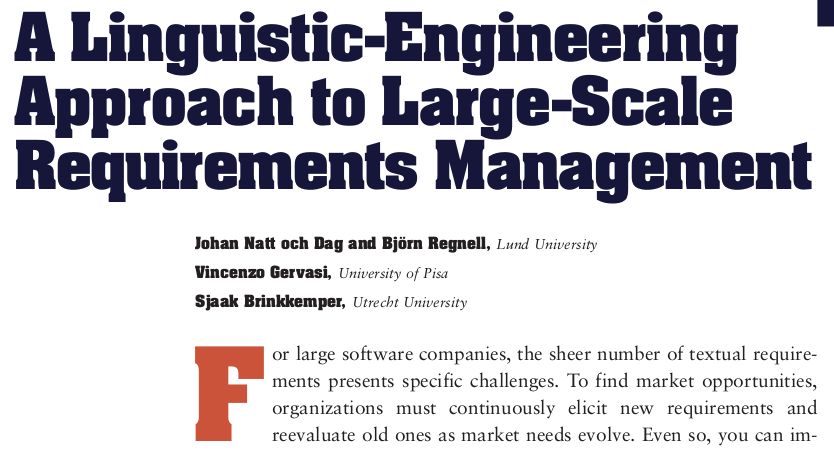 A Linguistic-Engineering
Approach to Large-Scale
Requirements Management
Johan Natt och Dag and Björn Regnell, Lund University
Vincenzo Gervasi, University of Pisa
Sjaak Brinkkemper, Utrecht University
For large software companies, the sheer number of textual require-
ments presents specific challenges. To find market opportunities,
organizations must continuously elicit new requirements and
reevaluate old ones as market needs evolve. Even so, you can im-